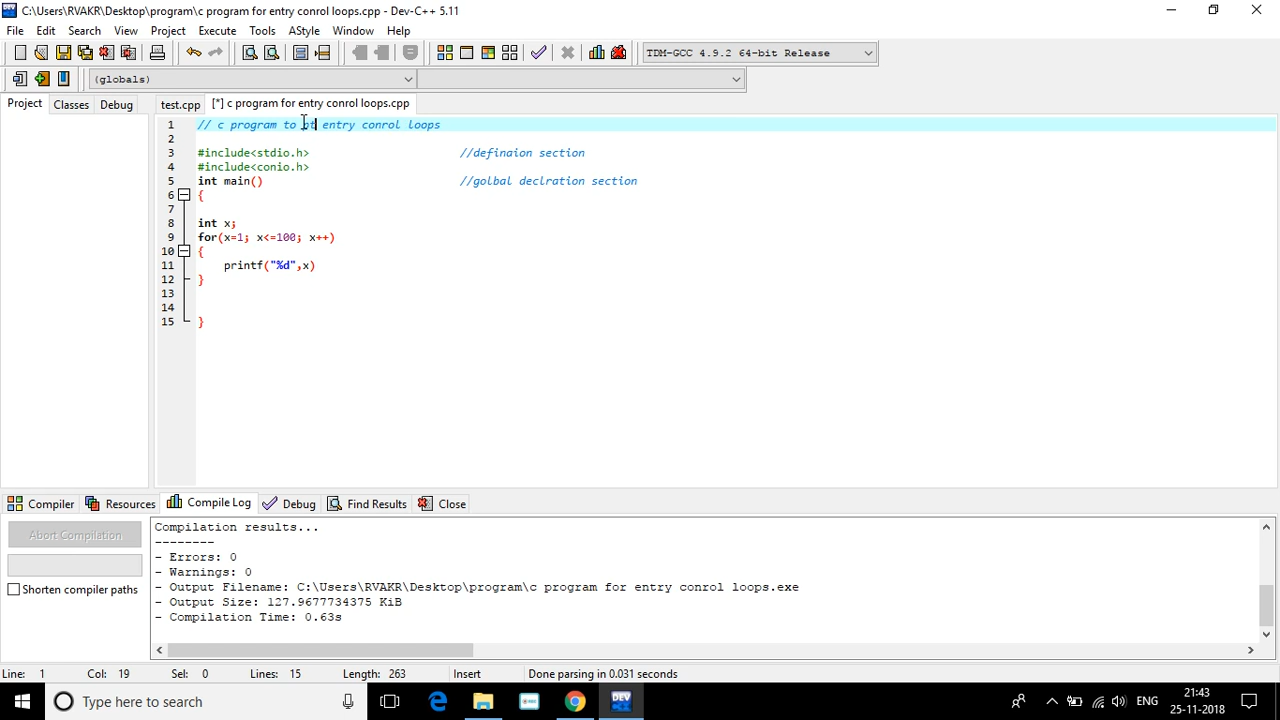 C:\Users\RVAKR\Desktop\program\c program for entry conrol loops.cpp - Dev-C++ 5.11
File Edit Search View Project Execute Tools AStyle Window Help
TDM-GCC 4.9.2 64-bit Release
(globals)
Project Classes Debug test.cpp [*] c program for entry conrol loops.cpp
1 // c program to pt entry conrol loops
2
3 #include<stdio.h> //definaion section
4 #include<conio.h>
5 int main() //golbal declration section
6 {
7
8 int x;
9 for(x=1; x<=100; x++)
10 {
11 printf("%d",x)
12 }
13
14
15 }
Compiler Resources Compile Log Debug Find Results Close
Abort Compilation
Shorten compiler paths
Compilation results...
--------
- Errors: 0
- Warnings: 0
- Output Filename: C:\Users\RVAKR\Desktop\program\c program for entry conrol loops.exe
- Output Size: 127.9677734375 KiB
- Compilation Time: 0.63s
Line: 1 Col: 19 Sel: 0 Lines: 15 Length: 263 Insert Done parsing in 0.031 seconds
Type here to search
DEV
ENG
21:43
25-11-2018